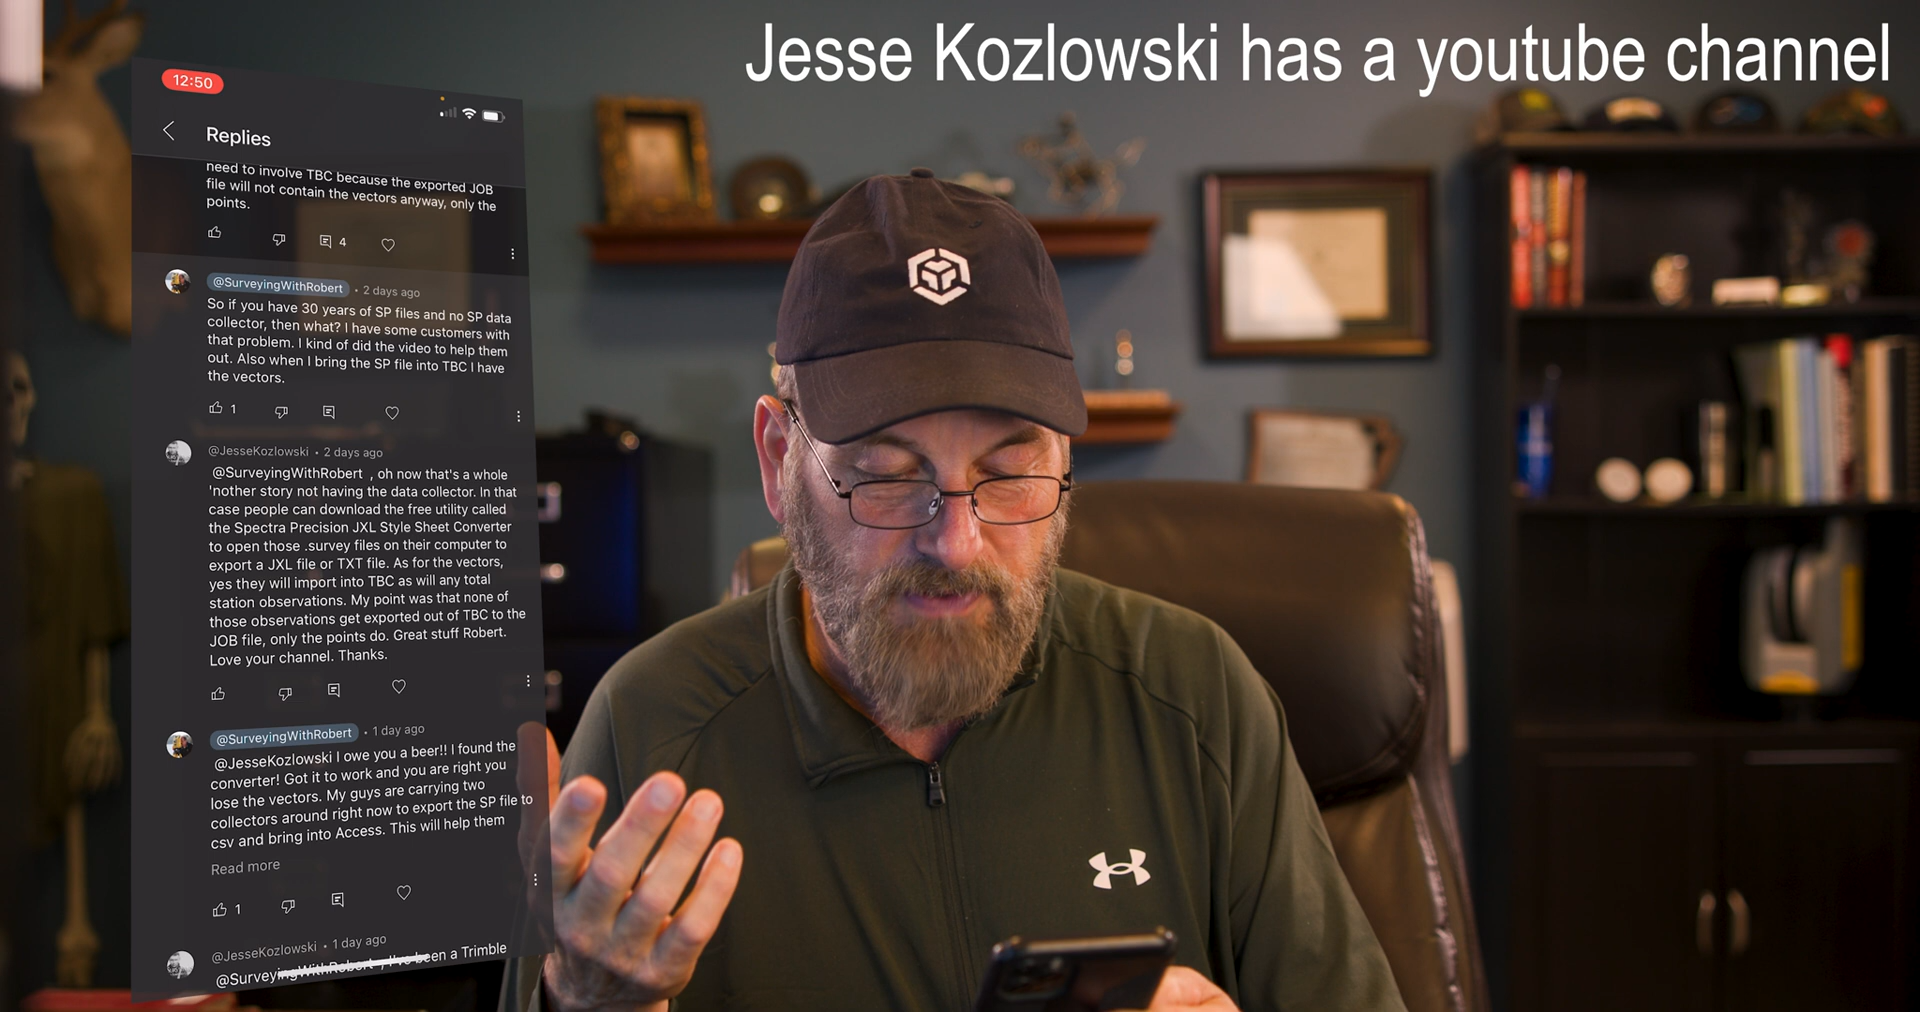 Jesse Kozlowski has a youtube channel
12:50
Replies
need to involve TBC because the exported JOB
file will not contain the vectors anyway, only the
points.
4
@SurveyingWithRobert • 2 days ago
So if you have 30 years of SP files and no SP data
collector, then what? I have some customers with
that problem. I kind of did the video to help them
out. Also when I bring the SP file into TBC I have
the vectors.
1
@JesseKozlowski • 2 days ago
@SurveyingWithRobert , oh now that's a whole
'nother story not having the data collector. In that
case people can download the free utility called
the Spectra Precision JXL Style Sheet Converter
to open those .survey files on their computer to
export a JXL file or TXT file. As for the vectors,
yes they will import into TBC as will any total
station observations. My point was that none of
those observations get exported out of TBC to the
JOB file, only the points do. Great stuff Robert.
Love your channel. Thanks.
@SurveyingWithRobert • 1 day ago
@JesseKozlowski I owe you a beer!! I found the
converter! Got it to work and you are right you
lose the vectors. My guys are carrying two
collectors around right now to export the SP file to
csv and bring into Access. This will help them
Read more
1
@JesseKozlowski • 1 day ago
@SurveyingWithRobert , I've been a Trimble